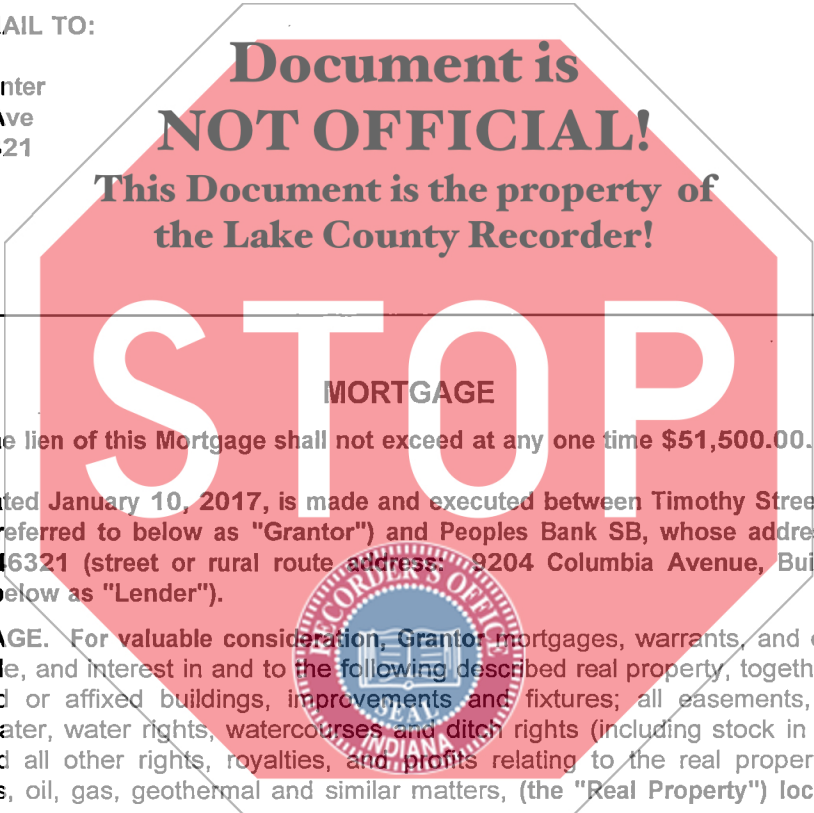 AIL TO:
Document is
nter
Ave
NOT OFFICIAL!
21
This Document is the property of
the Lake County Recorder!
STOP
MORTGAGE
e lien of this Mortgage shall not exceed at any one time $51,500.00.
ted January 10, 2017, is made and executed between Timothy Stree
referred to below as "Grantor") and Peoples Bank SB, whose addre
46321 (street or rural route address: 9204 Columbia Avenue, Bui
below as "Lender").
AGE. For valuable consideration, Grantor mortgages, warrants, and
le, and interest in and to the following described real property, togeth
d or affixed buildings, improvements and fixtures; all easements,
ater, water rights, watercourses and ditch rights (including stock in
d all other rights, royalties, and profits relating to the real proper
s, oil, gas, geothermal and similar matters, (the "Real Property") loc
RECORDER'S OFFICE
SEAL
INDIANA